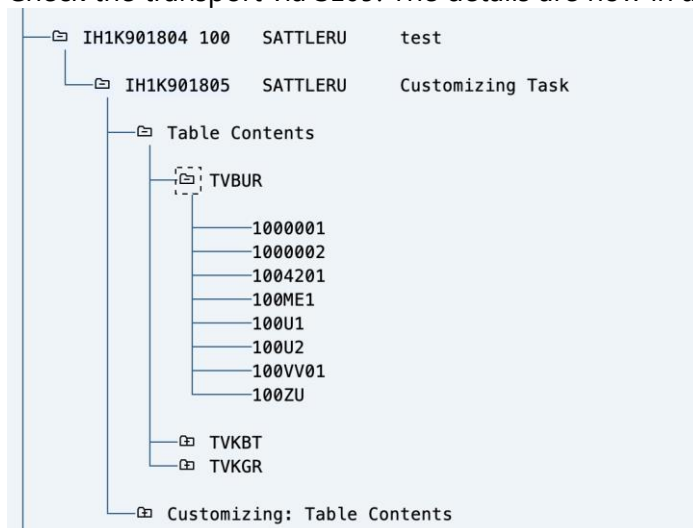 Check the transport via SE09. The details are now in a
IH1K901804 100 SATTLERU test
IH1K901805 SATTLERU Customizing Task
Table Contents
TVBUR
1000001
1000002
1004201
100ME1
100U1
100U2
100VV01
100ZU
TVKBT
TVKGR
Customizing: Table Contents